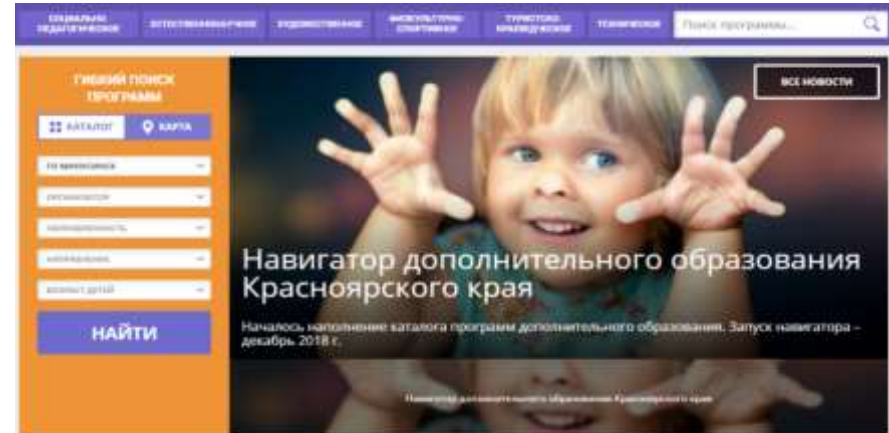 СОЦИАЛЬНО-
ПЕДАГОГИЧЕСКОЕ
ЕСТЕСТВЕННОНАУЧНОЕ
ХУДОЖЕСТВЕННОЕ
ФИЗКУЛЬТУРНО-
СПОРТИВНОЕ
ТУРИСТСКО-
КРАЕВЕДЧЕСКОЕ
ТЕХНИЧЕСКОЕ
Поиск программы...
ГИБКИЙ ПОИСК
ПРОГРАММ
КАТАЛОГ
КАРТА
ВСЕ НОВОСТИ
ВОЗРАСТ ДЕТЕЙ
НАЙТИ
Навигатор дополнительного образования
Красноярского края
Началось наполнение каталога программ дополнительного образования. Запуск навигатора –
декабрь 2018 г.
Навигатор дополнительного образования Красноярского края